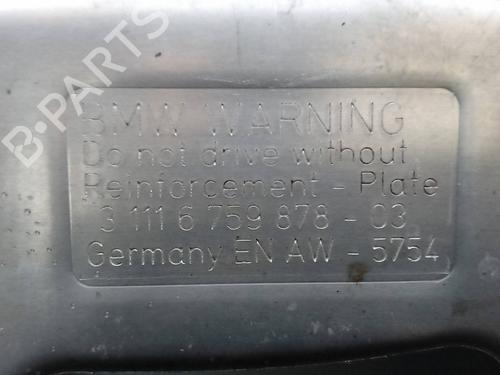 B-PARTS
BMW WARNING
Do not drive without
Reinforcement - Plate
3 111 6 759 878 - 03
Germany EN AW - 5754